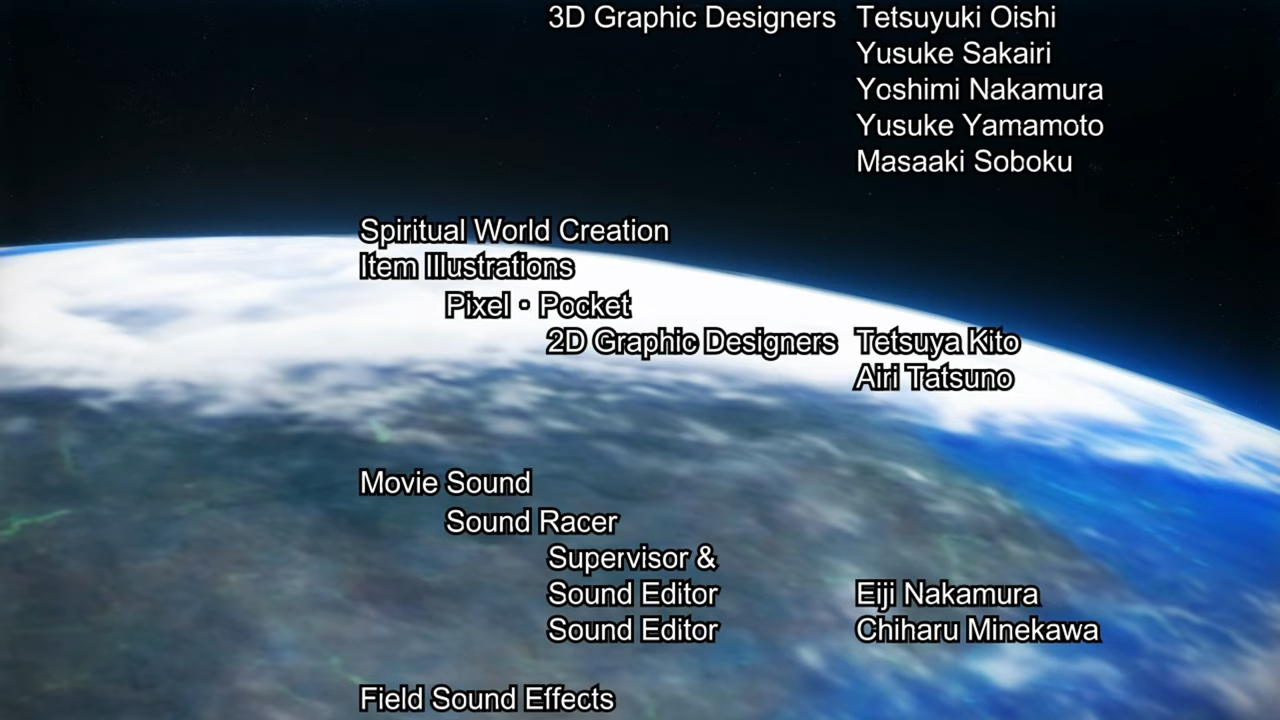 3D Graphic Designers Tetsuyuki Oishi
Yusuke Sakairi
Yoshimi Nakamura
Yusuke Yamamoto
Masaaki Soboku
Spiritual World Creation
Item Illustrations
Pixel・Pocket
2D Graphic Designers Tetsuya Kito
Airi Tatsuno
Movie Sound
Sound Racer
Supervisor &
Sound Editor Eiji Nakamura
Sound Editor Chiharu Minekawa
Field Sound Effects